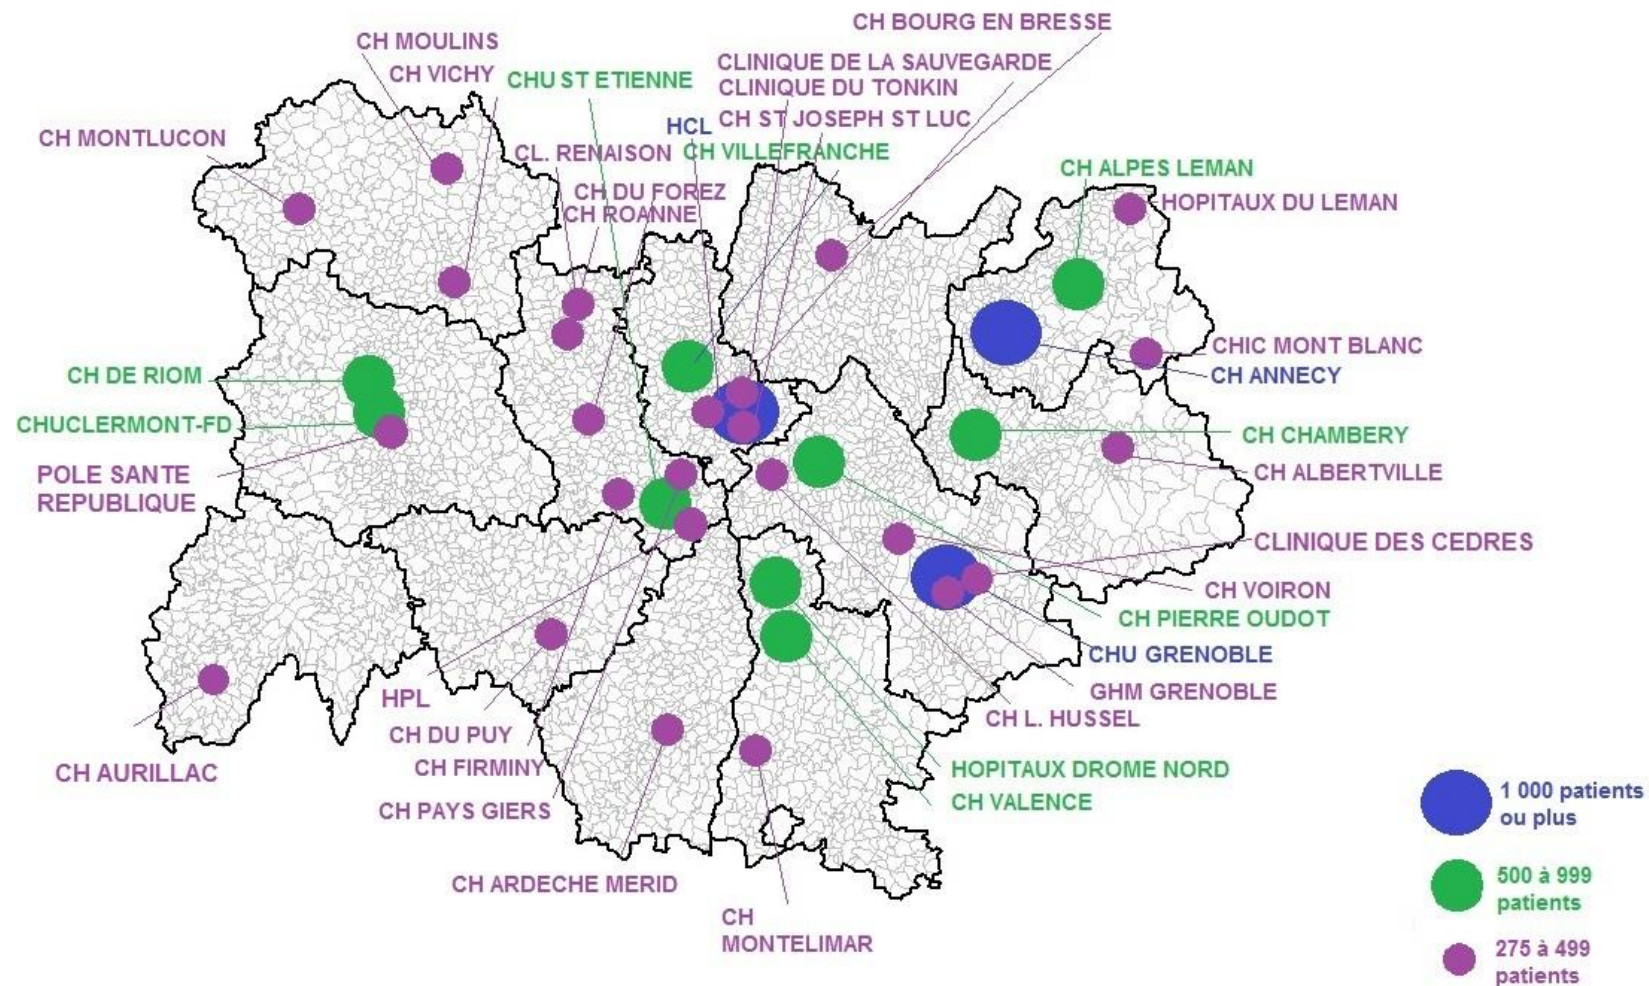 CH BOURG EN BRESSE
CH MOULINS
CLINIQUE DE LA SAUVEGARDE
CH VICHY
CHU ST ETIENNE
CLINIQUE DU TONKIN
HCL
CH ST JOSEPH ST LUC
CH MONTLUCON
CL. RENAISON
CH VILLEFRANCHE
CH ALPES LEMAN
CH DU FOREZ
HOPITAUX DU LEMAN
CH ROANNE
CHIC MONT BLANC
CH DE RIOM
CH ANNECY
CHUCLERMONT-FD
CH CHAMBERY
POLE SANTE
REPUBLIQUE
CH ALBERTVILLE
CLINIQUE DES CEDRES
CH VOIRON
CH PIERRE OUDOT
CHU GRENOBLE
GHM GRENOBLE
HPL
CH L. HUSSEL
CH DU PUY
CH AURILLAC
CH FIRMINY
HOPITAUX DROME NORD
CH PAYS GIERS
CH VALENCE
CH ARDECHE MERID
CH
MONTELIMAR
1 000 patients
ou plus
500 à 999
patients
275 à 499
patients